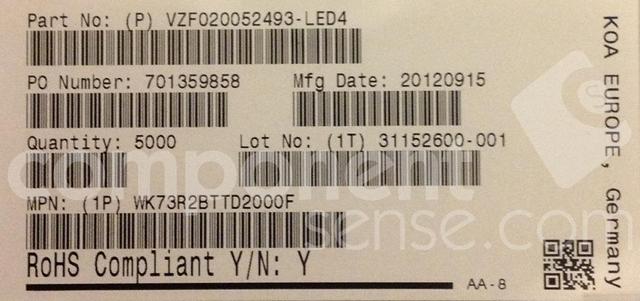 Part No: (P) VZF020052493-LED4
PO Number: 701359858 Mfg Date: 20120915
Quantity: 5000 Lot No: (1T) 31152600-001
MPN: (1P) WK73R2BTTD2000F
RoHS Compliant Y/N: Y
AA-8
KOA EUROPE, Germany
component
sense.com